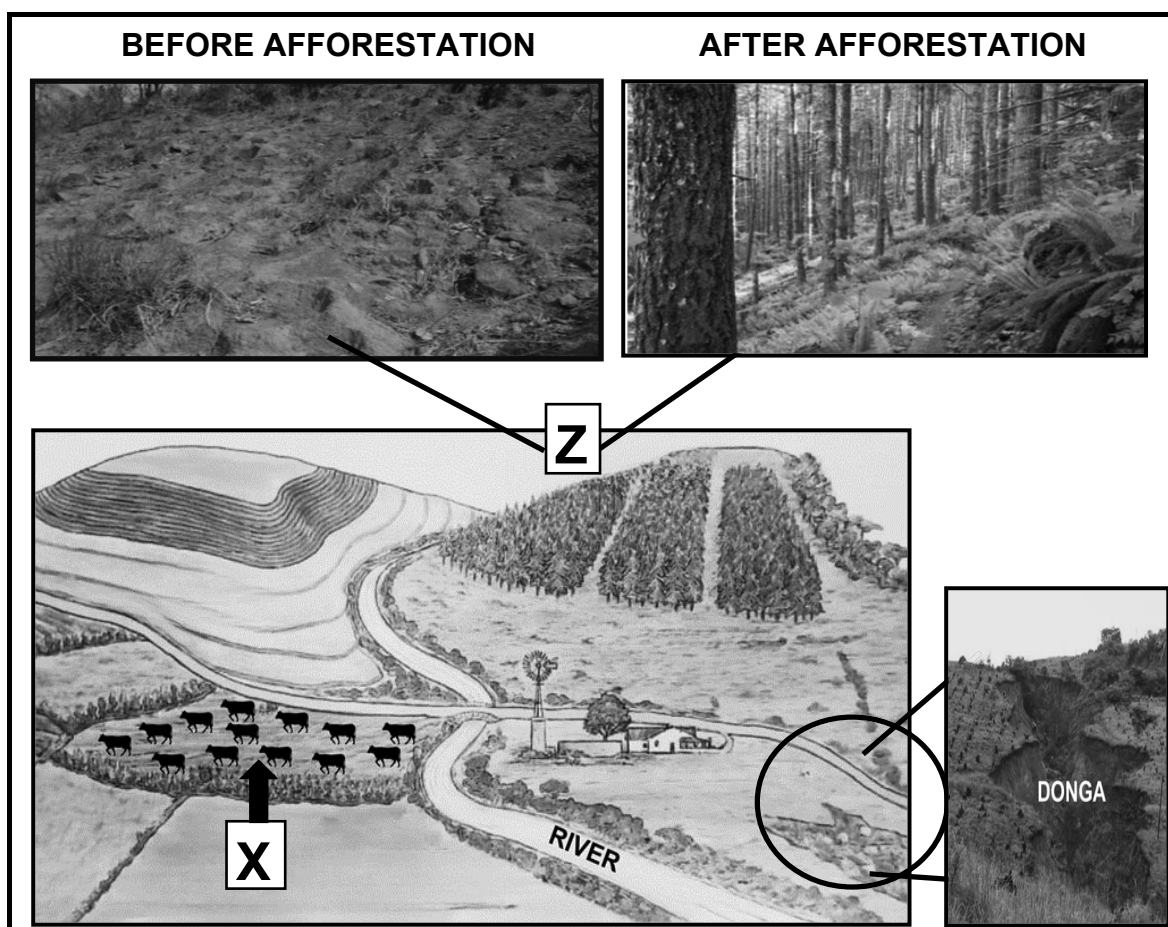 BEFORE AFFORESTATION
AFTER AFFORESTATION
Z
DONGA
RIVER
X